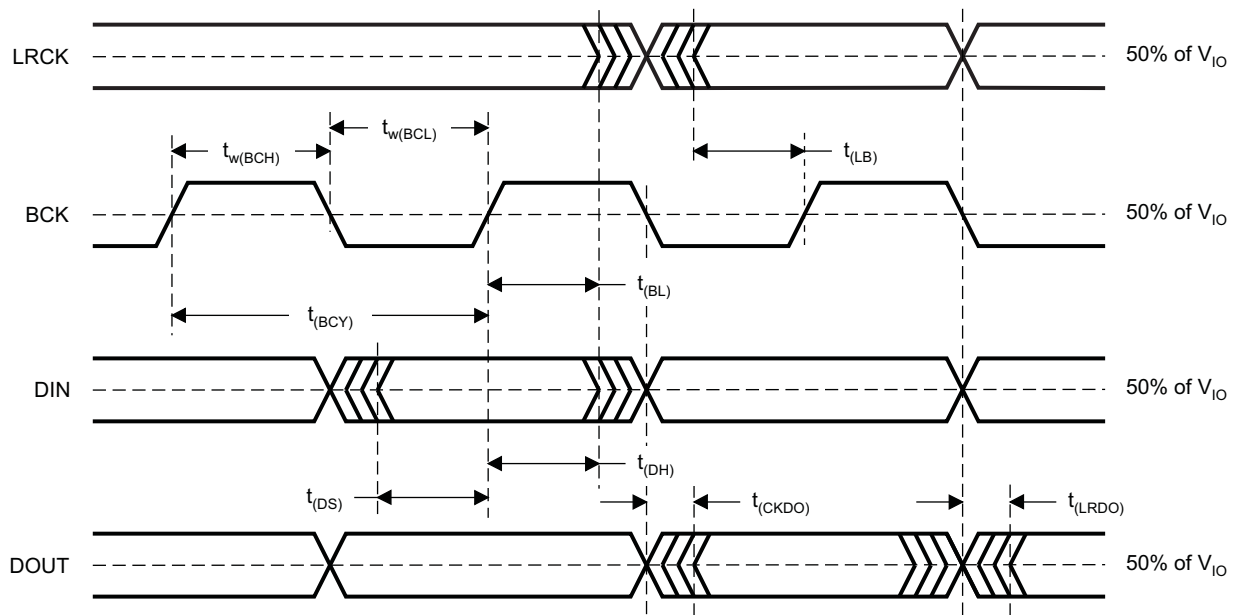 LRCK
50% of V_IO
t_w(BCL)
t_w(BCH)
t_(LB)
BCK
50% of V_IO
t_(BL)
t_(BCY)
DIN
50% of V_IO
t_(DH)
t_(DS)
t_(CKDO)
t_(LRDO)
DOUT
50% of V_IO